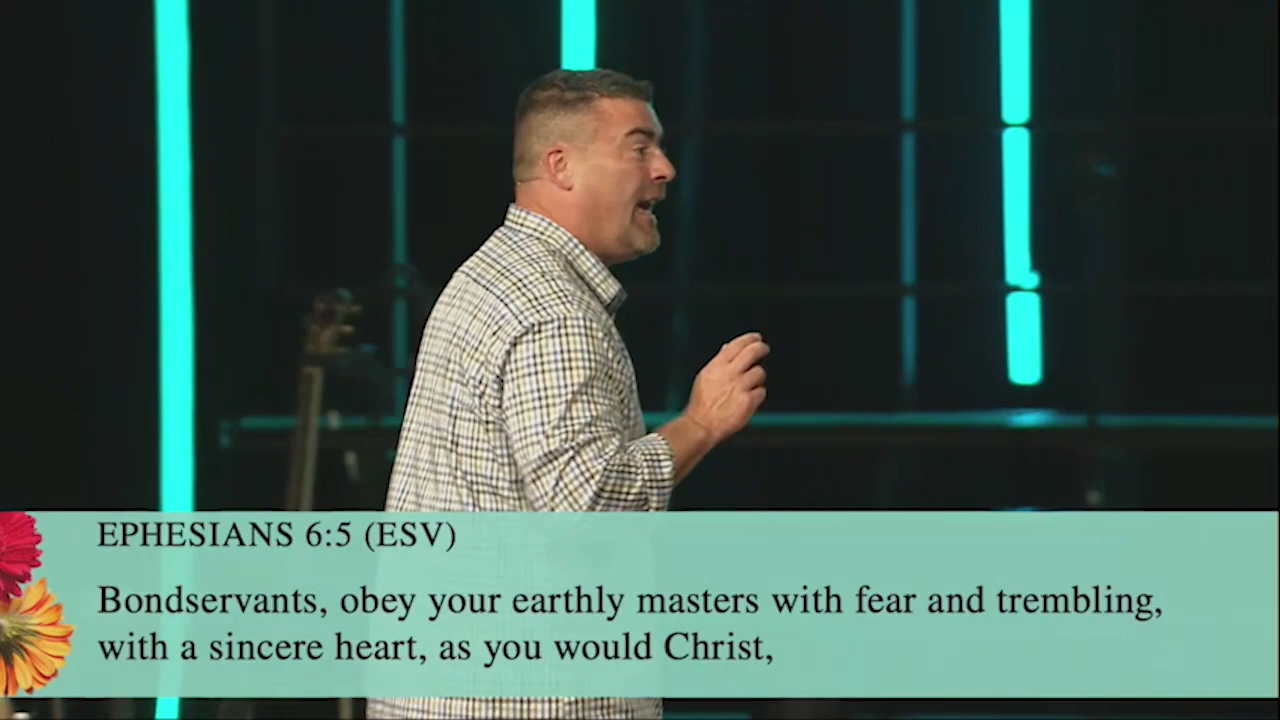 EPHESIANS 6:5 (ESV)
Bondservants, obey your earthly masters with fear and trembling,
with a sincere heart, as you would Christ,